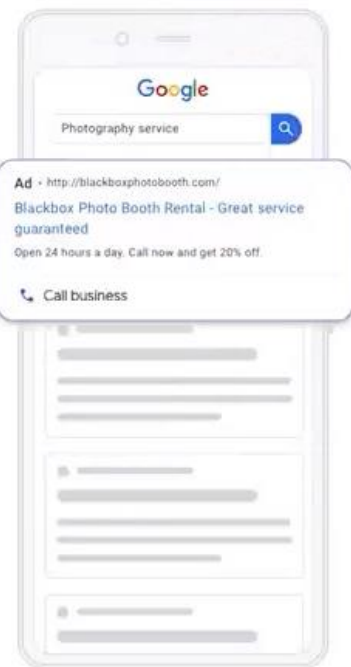 Google
Photography service
Ad · http://blackboxphotobooth.com/
Blackbox Photo Booth Rental - Great service
guaranteed
Open 24 hours a day. Call now and get 20% off.
Call business